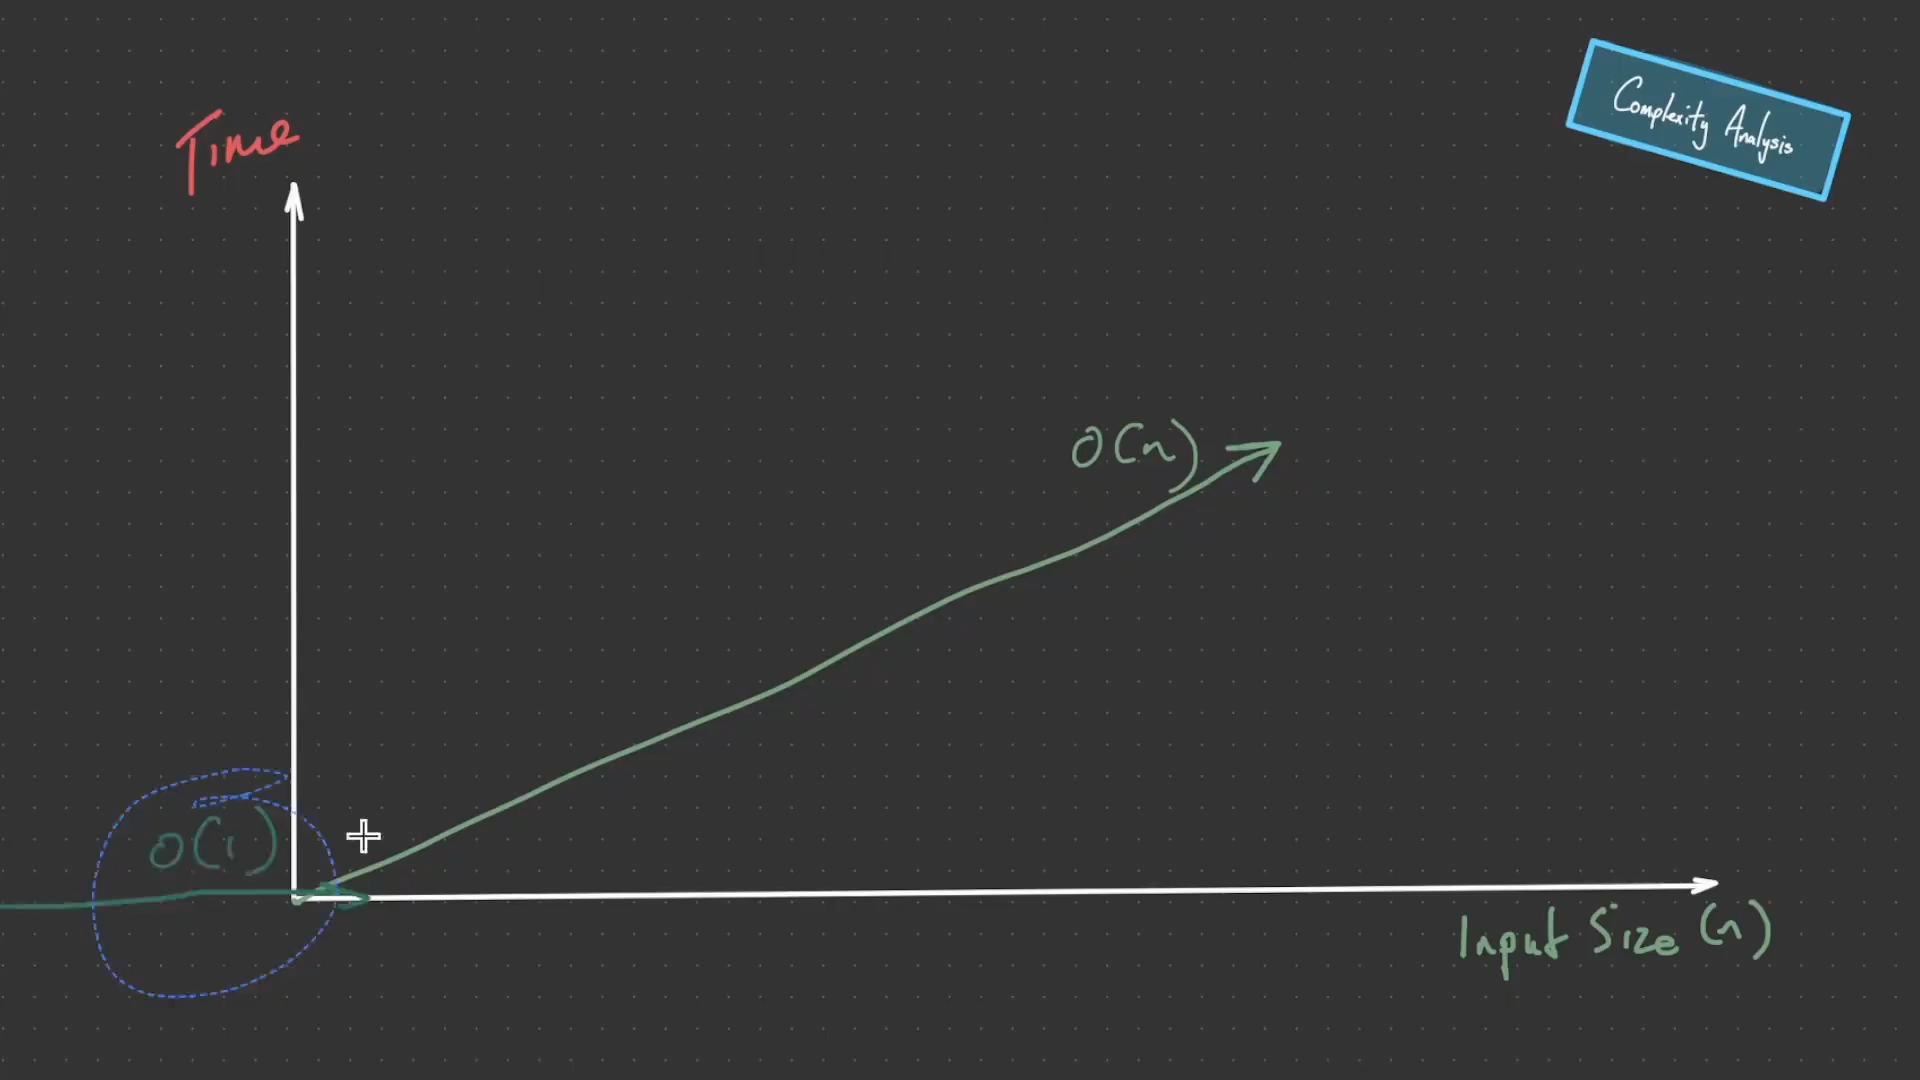 Complexity Analysis
Time
O(n)
O(1)
Input Size (n)